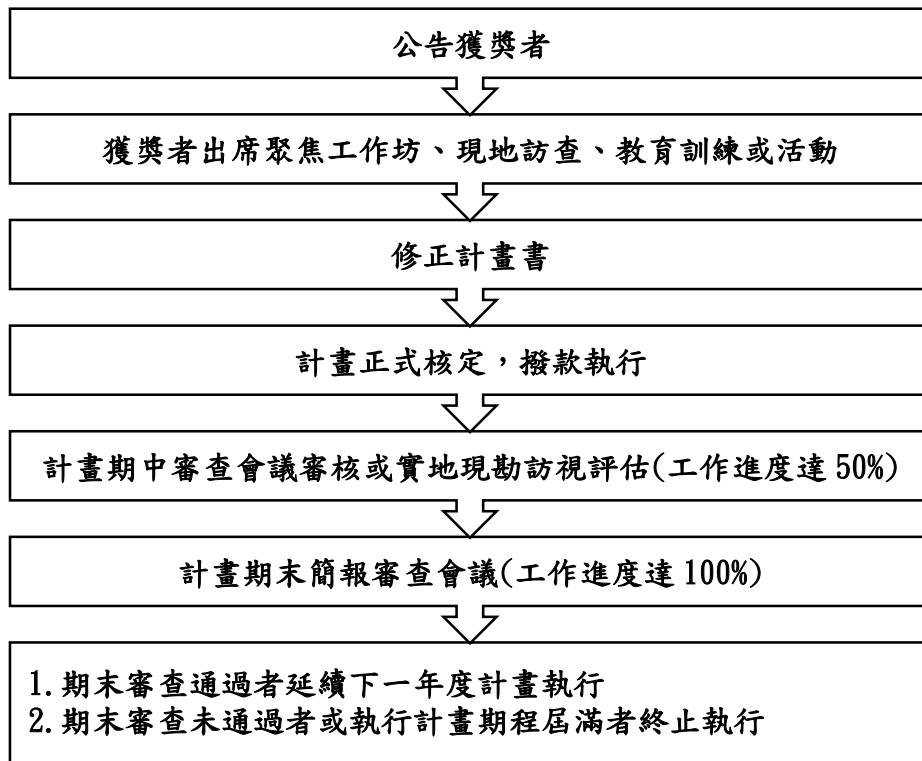 公告獲獎者
獲獎者出席聚焦工作坊、現地訪查、教育訓練或活動
修正計畫書
計畫正式核定，撥款執行
計畫期中審查會議審核或實地現勘訪視評估(工作進度達 50%)
計畫期末簡報審查會議(工作進度達 100%)
1.期末審查通過者延續下一年度計畫執行
2.期末審查未通過者或執行計畫期程屆滿者終止執行